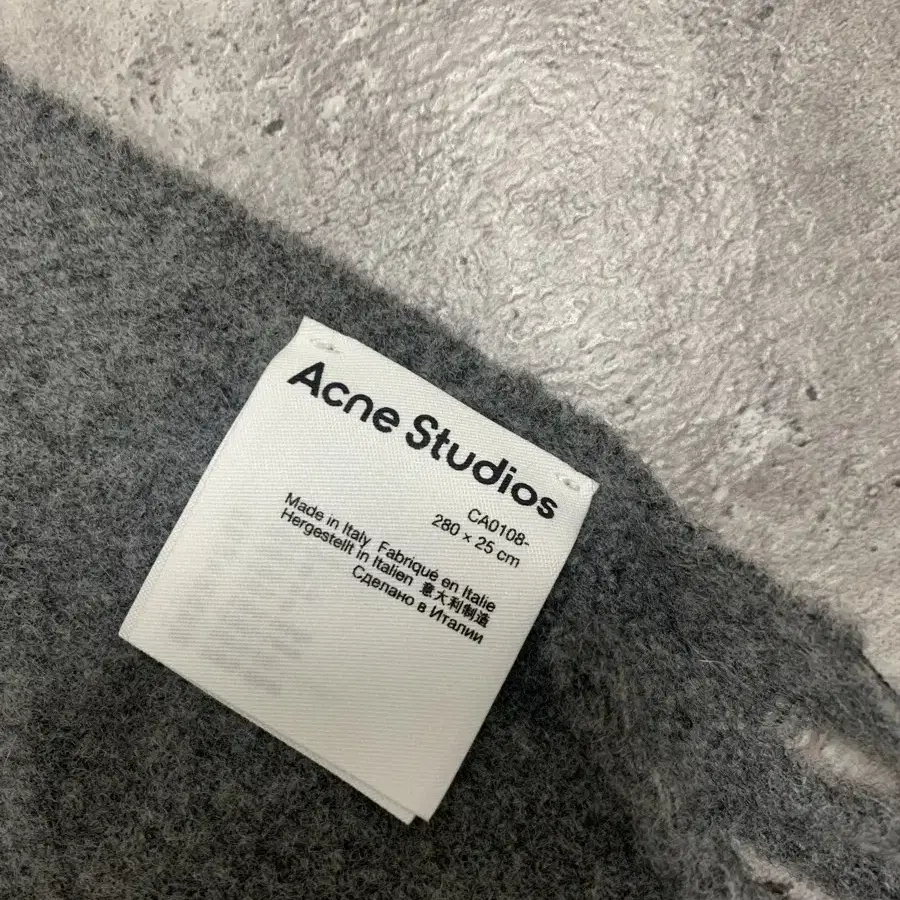 Acne Studios
CA0108-
280 × 25 cm
Made in Italy Fabriqué en Italie
Hergestellt in Italien 意大利制造
Сделано в Италии